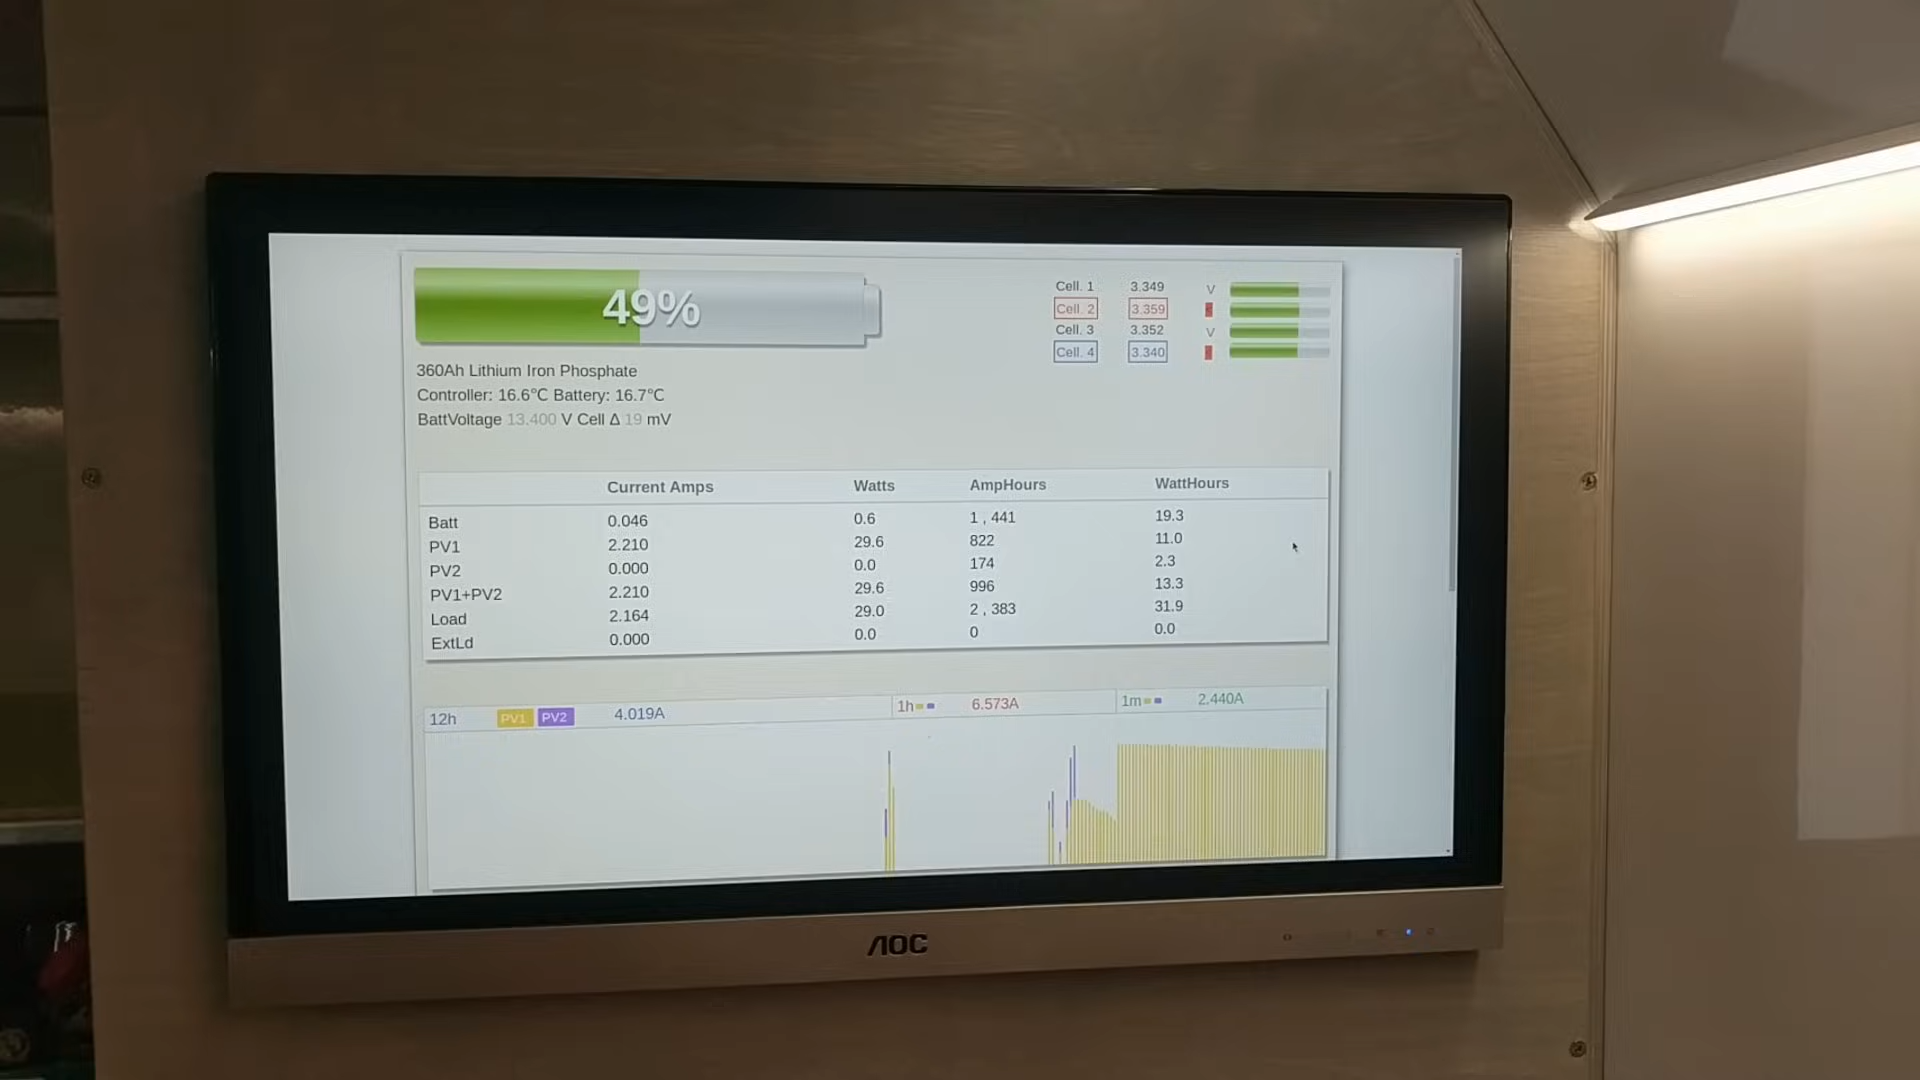 49%
Cell. 1 3.349 V
Cell. 2 3.359
Cell. 3 3.352 V
Cell. 4 3.340
360Ah Lithium Iron Phosphate
Controller: 16.6℃ Battery: 16.7℃
BattVoltage 13.400 V Cell Δ 19 mV
Current Amps Watts AmpHours WattHours
Batt 0.046 0.6 1 , 441 19.3
PV1 2.210 29.6 822 11.0
PV2 0.000 0.0 174 2.3
PV1+PV2 2.210 29.6 996 13.3
Load 2.164 29.0 2 , 383 31.9
ExtLd 0.000 0.0 0 0.0
12h PV1 PV2 4.019A 1h 6.573A 1m 2.440A
AOC